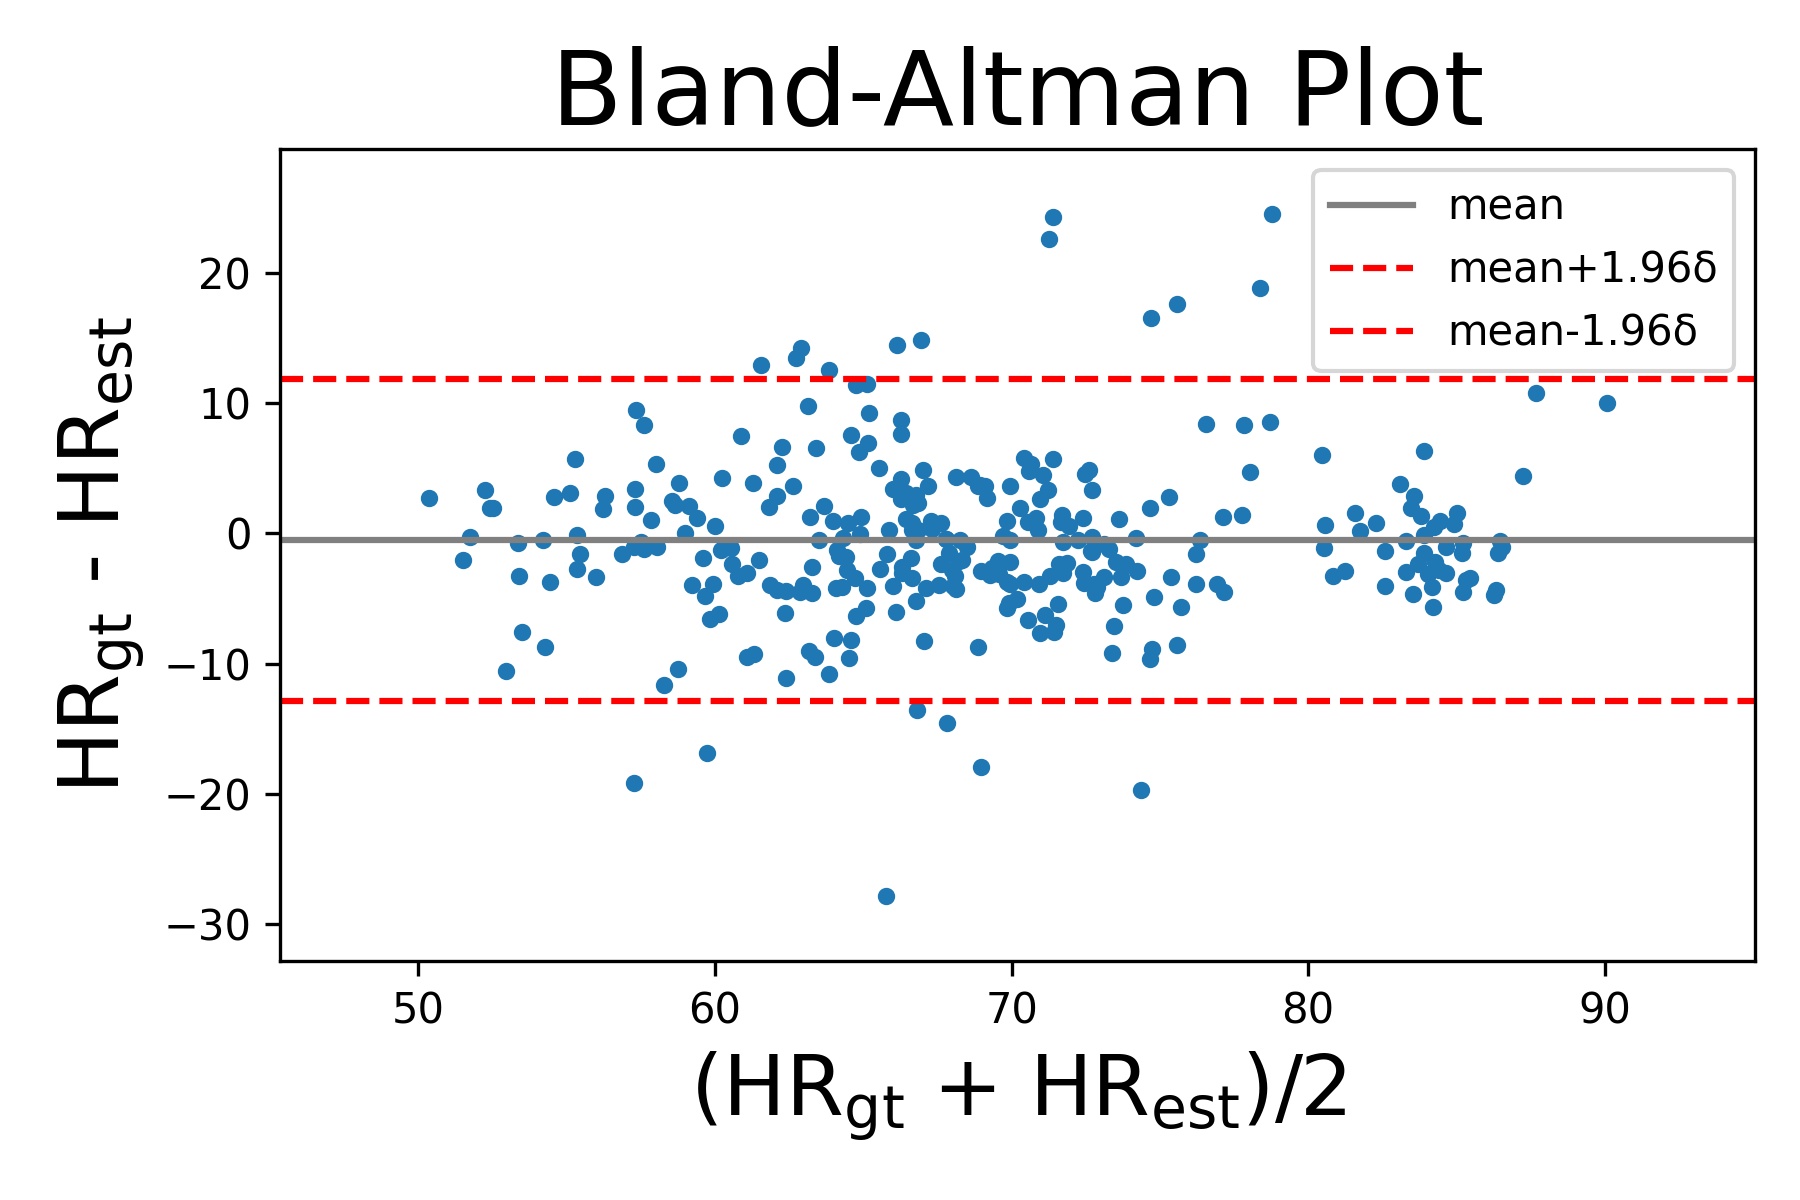 Bland-Altman Plot
mean
mean+1.96δ
mean-1.96δ
HRgt - HRest
20
10
0
−10
−20
−30
50 60 70 80 90
(HRgt + HRest)/2